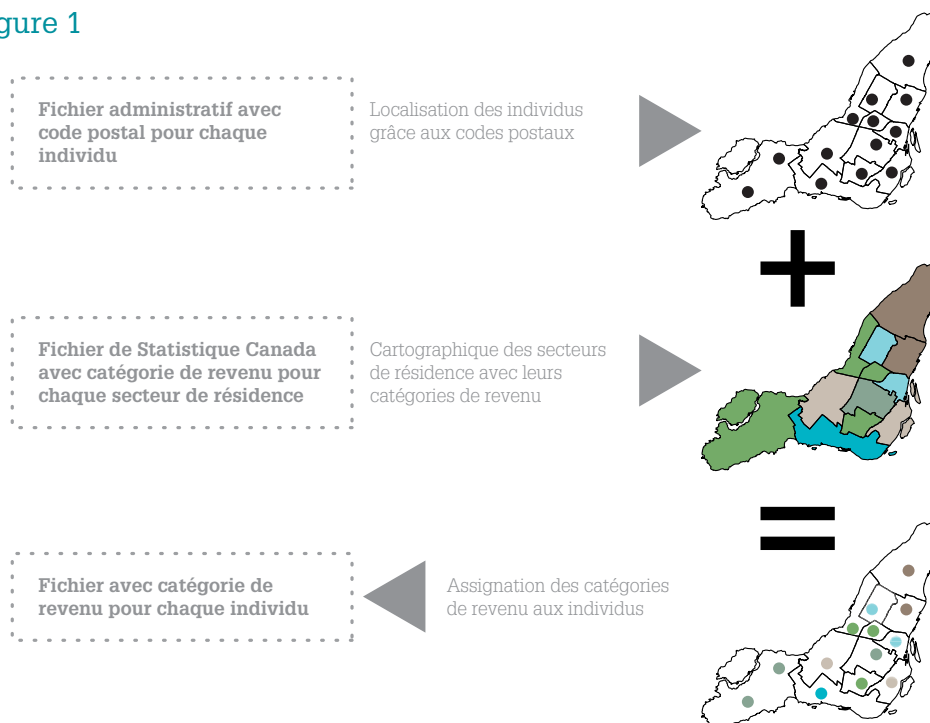 gure 1
Fichier administratif avec
code postal pour chaque
individu
Localisation des individus
grâce aux codes postaux
Fichier de Statistique Canada
avec catégorie de revenu pour
chaque secteur de résidence
Cartographique des secteurs
de résidence avec leurs
catégories de revenu
Fichier avec catégorie de
revenu pour chaque individu
Assignation des catégories
de revenu aux individus